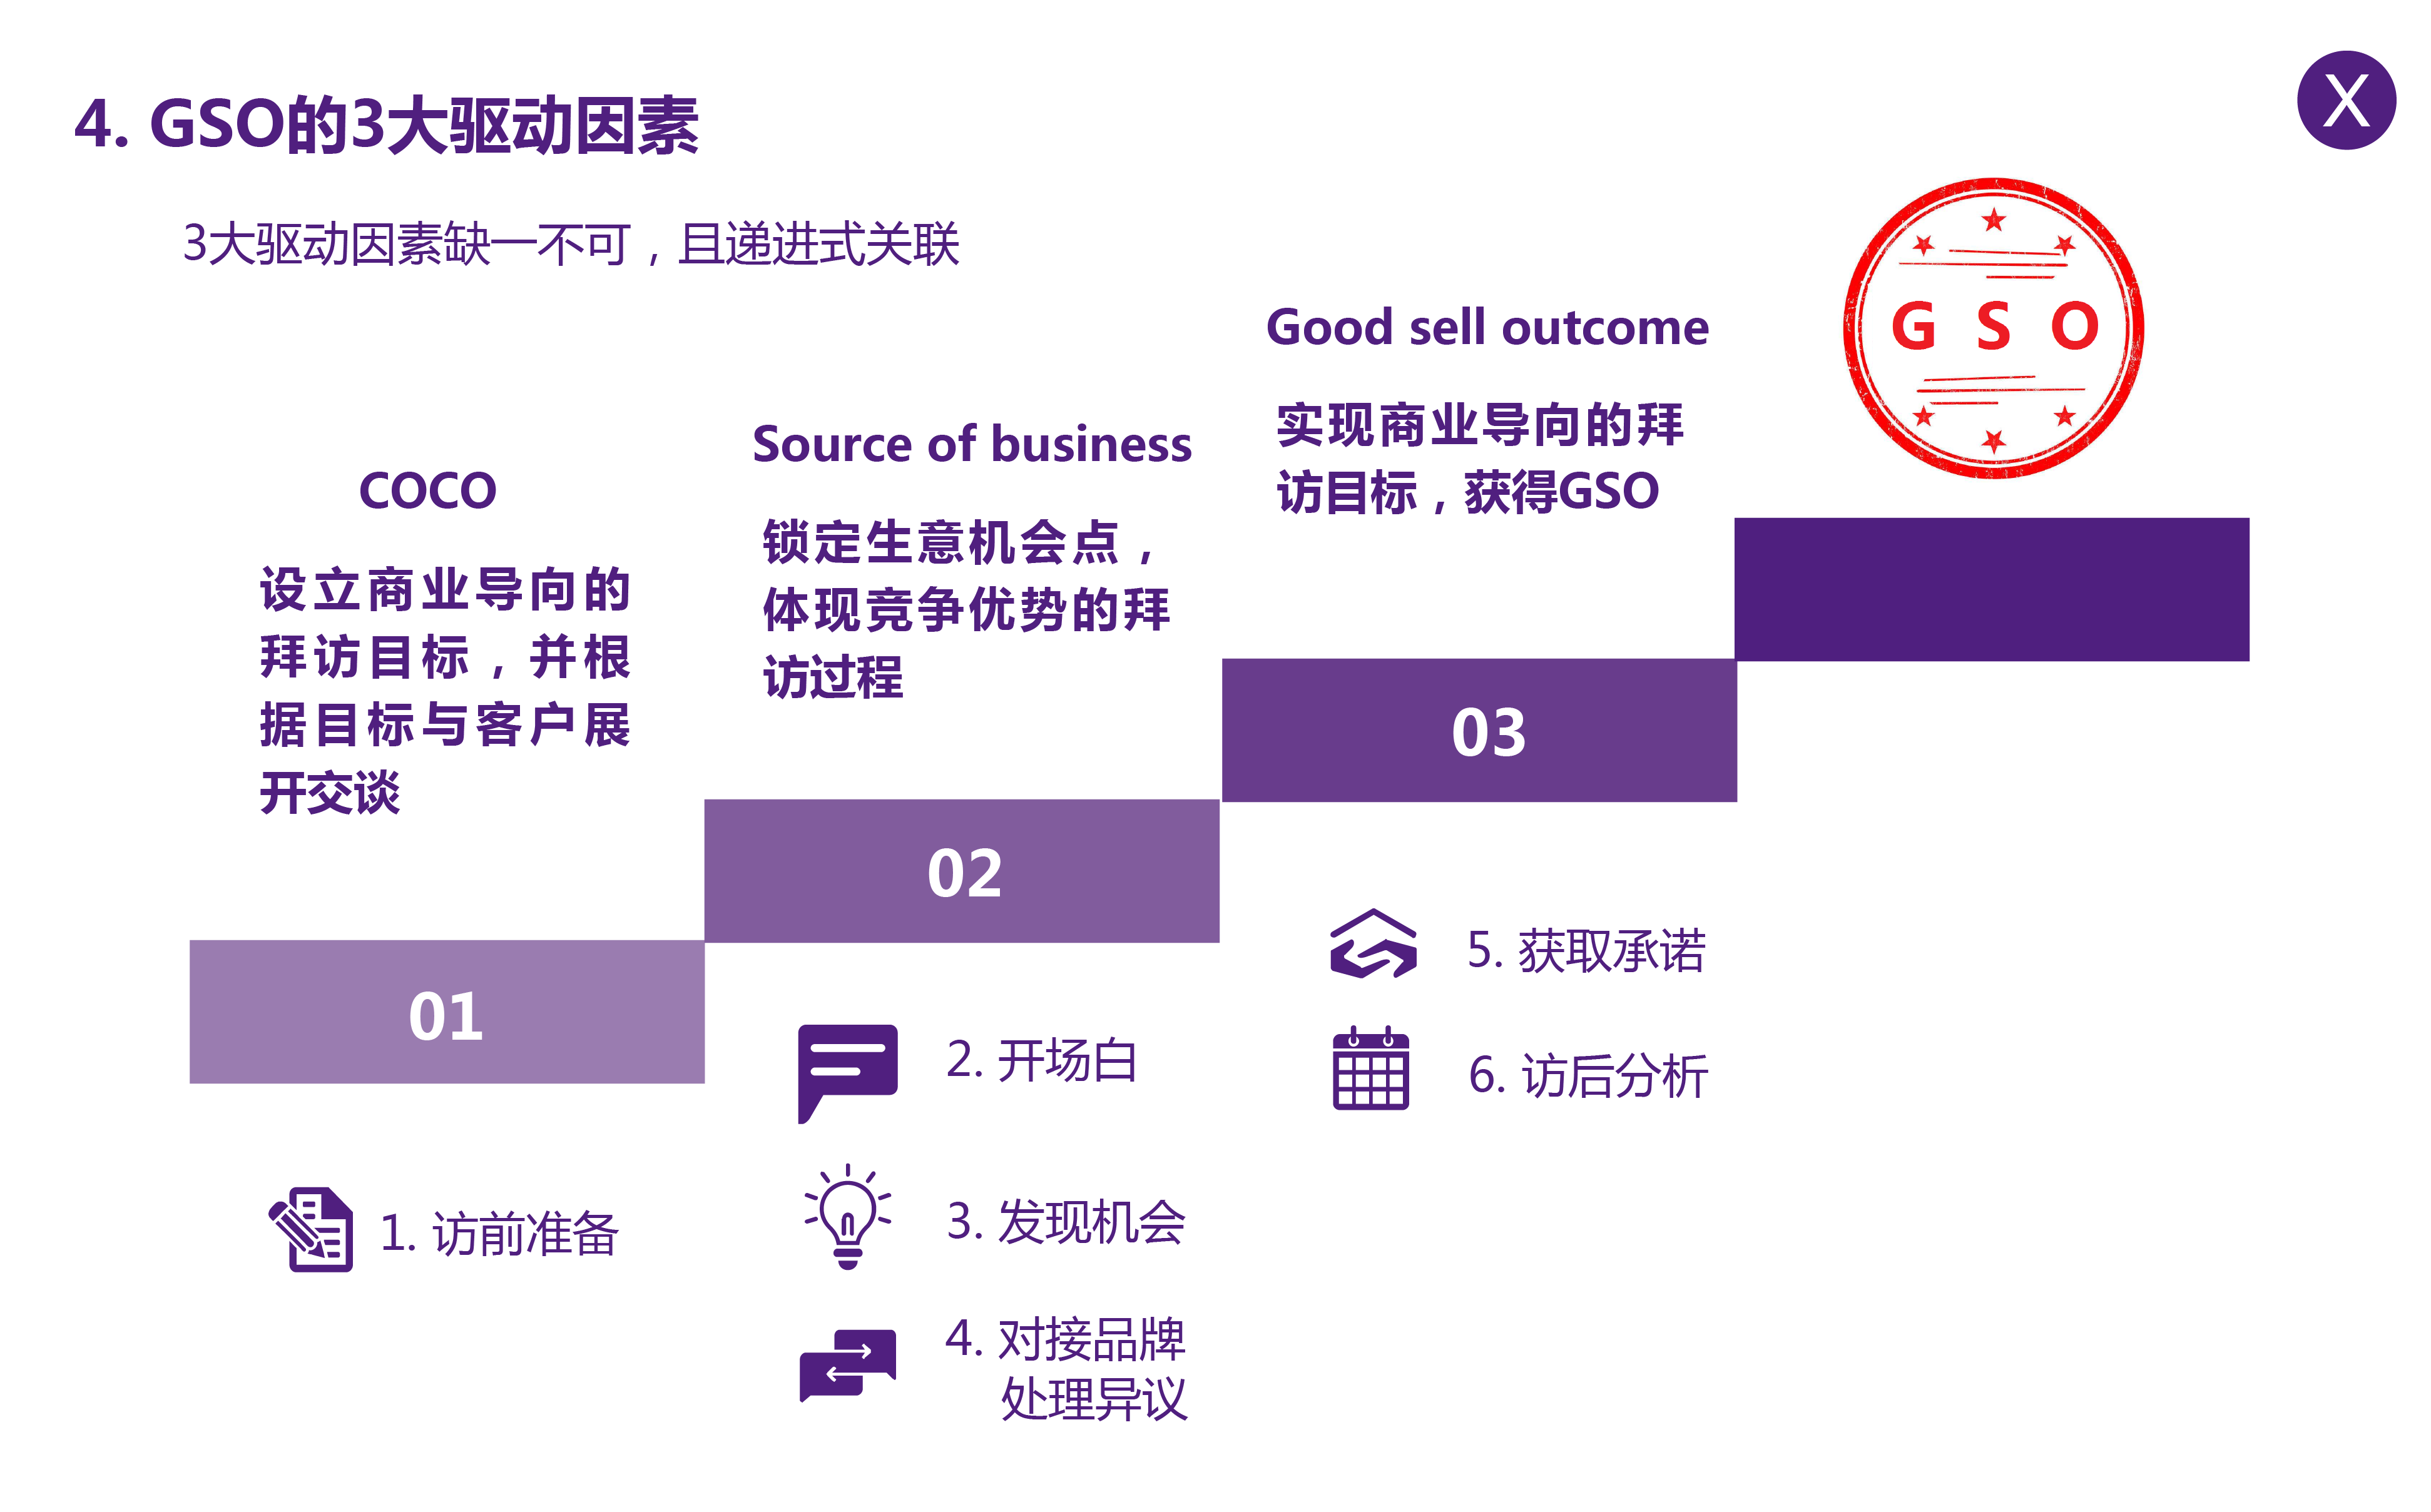 4. GSO的3大驱动因素
X
3大驱动因素缺一不可，且递进式关联
G S O
Good sell outcome
实现商业导向的拜
访目标，获得GSO
Source of business
锁定生意机会点，
体现竞争优势的拜
访过程
COCO
设立商业导向的
拜访目标，并根
据目标与客户展
开交谈
03
02
01
5. 获取承诺
6. 访后分析
2. 开场白
3. 发现机会
4. 对接品牌
处理异议
1. 访前准备